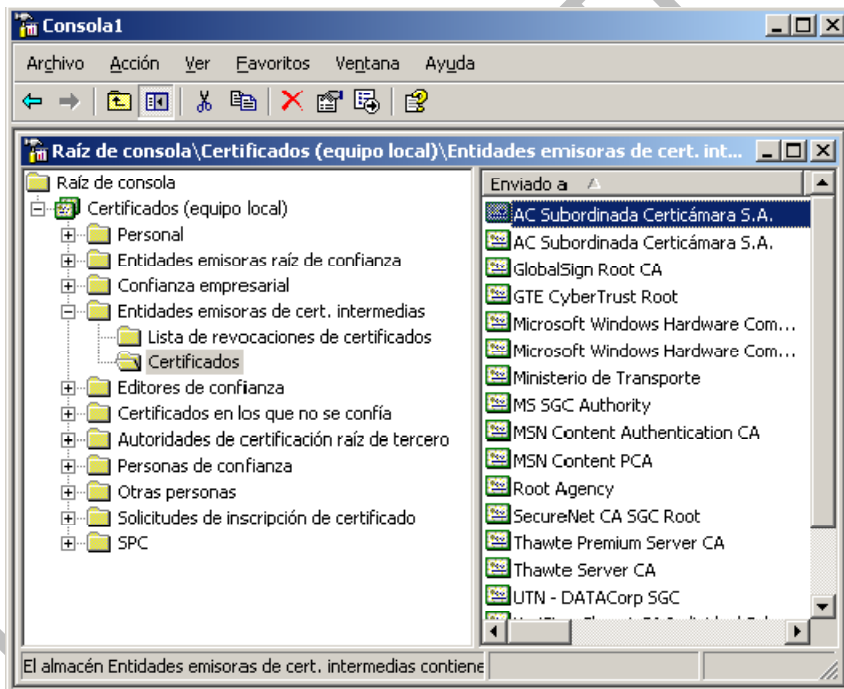 Consola1
Archivo Acción Ver Favoritos Ventana Ayuda
Raíz de consola\Certificados (equipo local)\Entidades emisoras de cert. int...
Raíz de consola
Certificados (equipo local)
Personal
Entidades emisoras raíz de confianza
Confianza empresarial
Entidades emisoras de cert. intermedias
Lista de revocaciones de certificados
Certificados
Editores de confianza
Certificados en los que no se confía
Autoridades de certificación raíz de tercero
Personas de confianza
Otras personas
Solicitudes de inscripción de certificado
SPC
Enviado a
AC Subordinada Certicámara S.A.
AC Subordinada Certicámara S.A.
GlobalSign Root CA
GTE CyberTrust Root
Microsoft Windows Hardware Com...
Microsoft Windows Hardware Com...
Ministerio de Transporte
MS SGC Authority
MSN Content Authentication CA
MSN Content PCA
Root Agency
SecureNet CA SGC Root
Thawte Premium Server CA
Thawte Server CA
UTN - DATACorp SGC
El almacén Entidades emisoras de cert. intermedias contiene